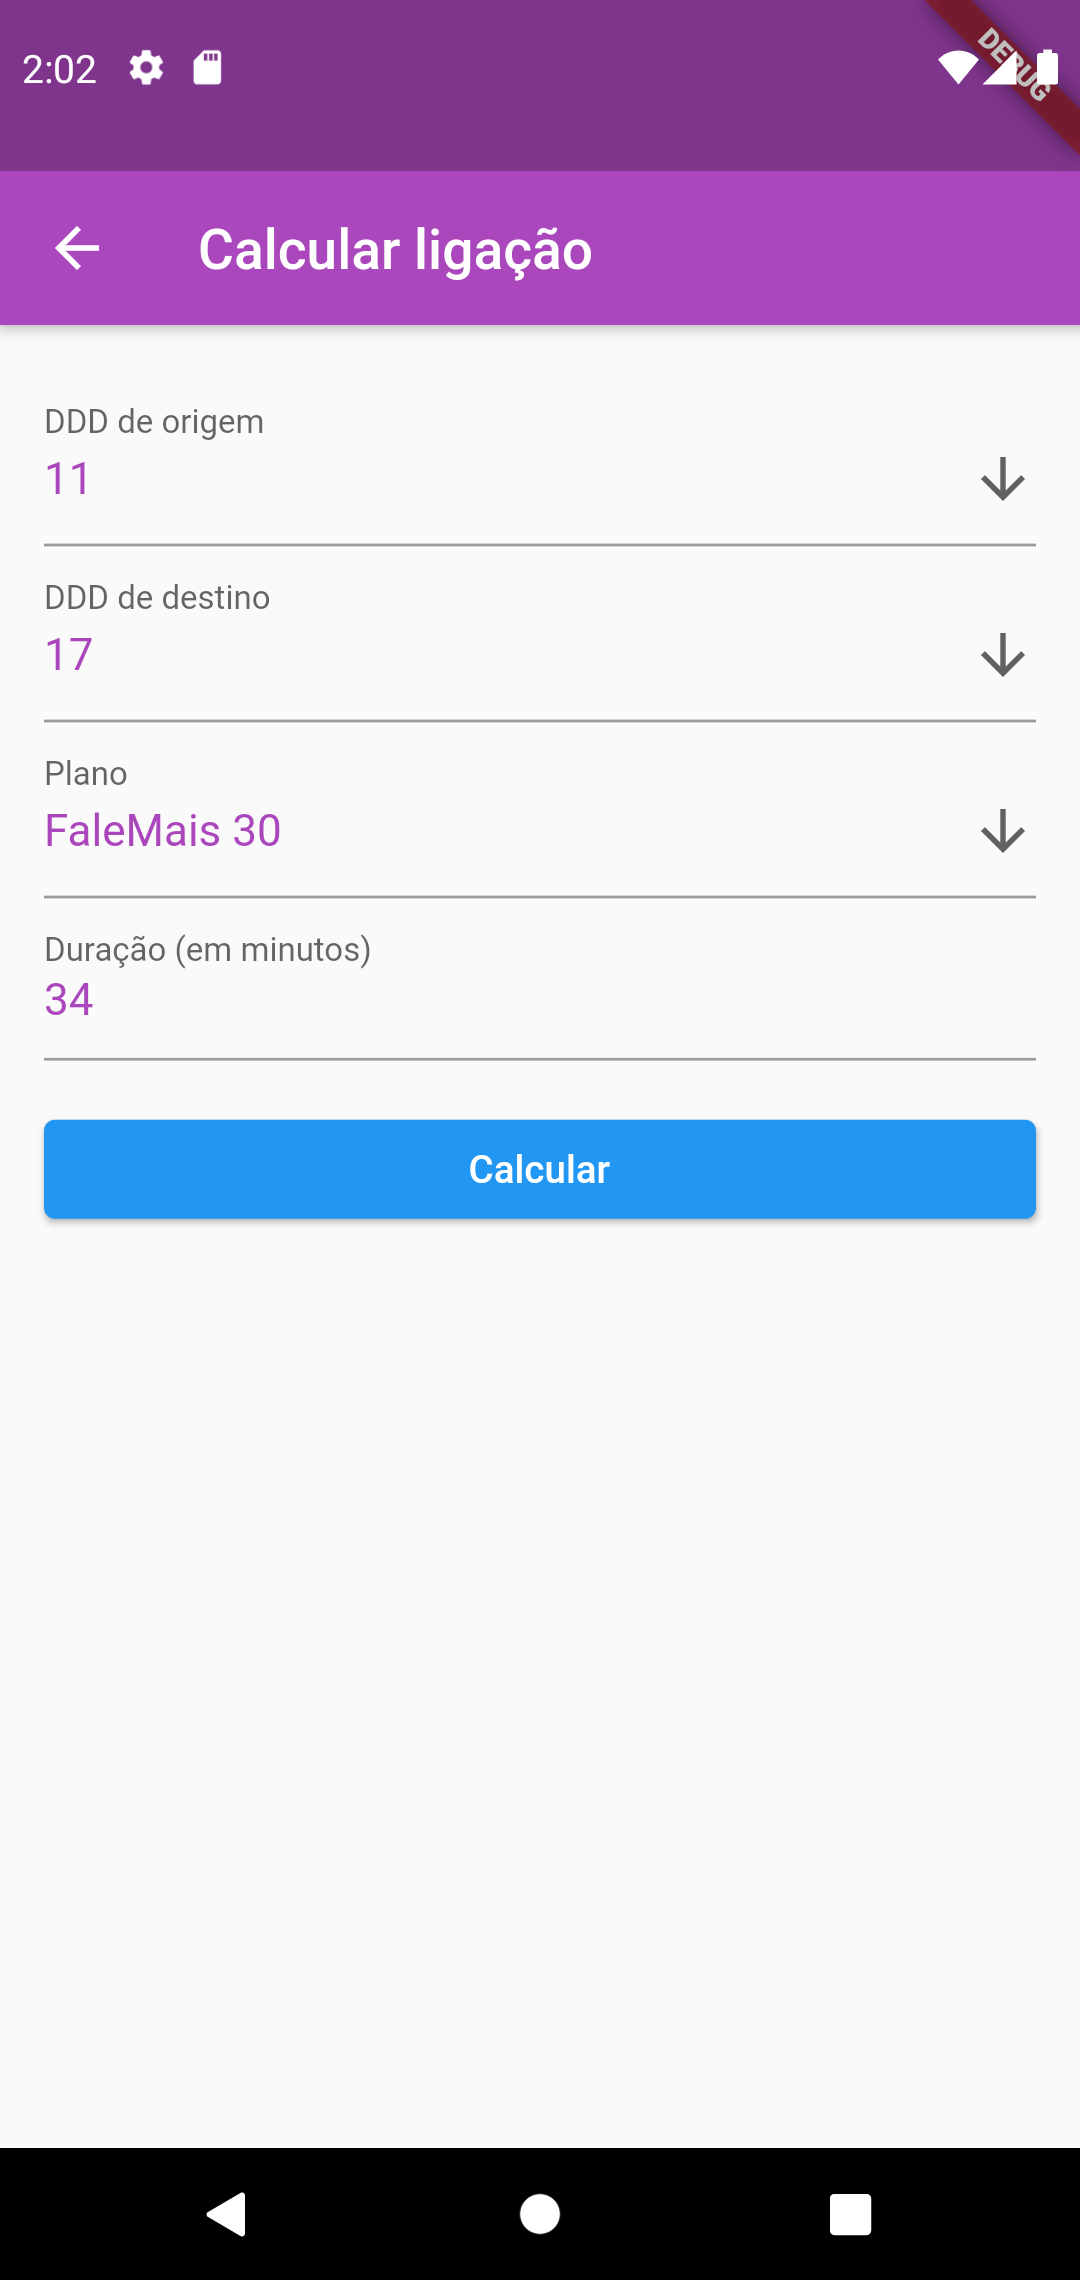 2:02
DEBUG
Calcular ligação
DDD de origem
11
DDD de destino
17
Plano
FaleMais 30
Duração (em minutos)
34
Calcular